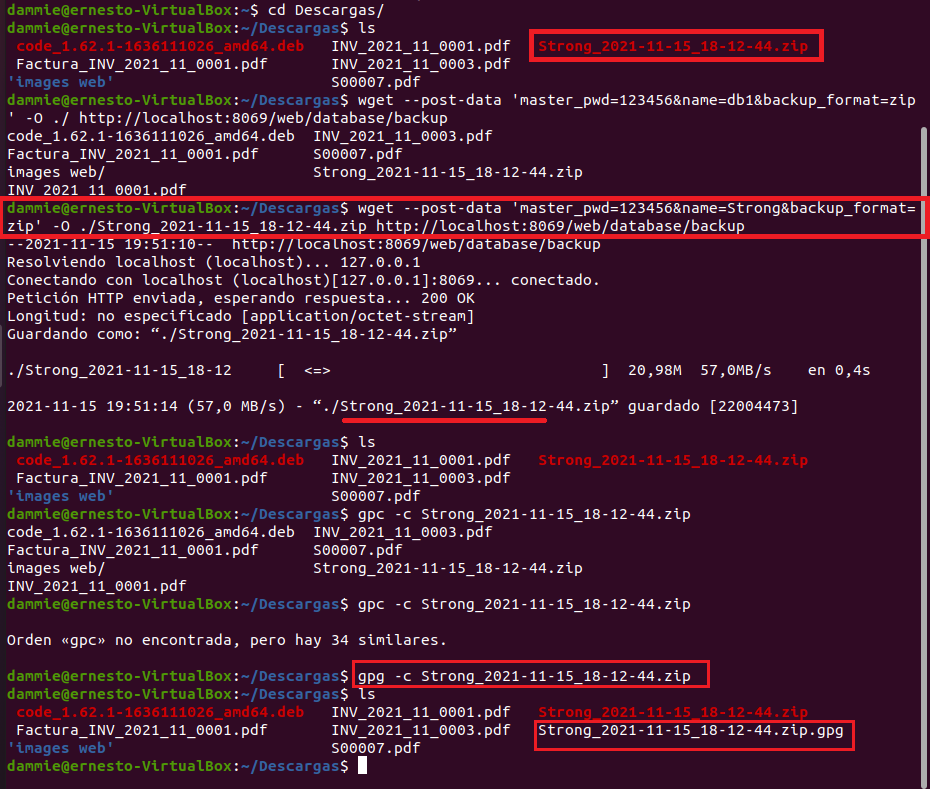 dammie@ernesto-VirtualBox:~$ cd Descargas/
dammie@ernesto-VirtualBox:~/Descargas$ ls
code_1.62.1-1636111026_amd64.deb   INV_2021_11_0001.pdf   Strong_2021-11-15_18-12-44.zip
Factura_INV_2021_11_0001.pdf       INV_2021_11_0003.pdf
'images web'                        S00007.pdf
dammie@ernesto-VirtualBox:~/Descargas$ wget --post-data 'master_pwd=123456&name=db1&backup_format=zip
' -O ./ http://localhost:8069/web/database/backup
code_1.62.1-1636111026_amd64.deb  INV_2021_11_0003.pdf
Factura_INV_2021_11_0001.pdf      S00007.pdf
images web/                       Strong_2021-11-15_18-12-44.zip
INV_2021_11_0001.pdf
dammie@ernesto-VirtualBox:~/Descargas$ wget --post-data 'master_pwd=123456&name=Strong&backup_format=
zip' -O ./Strong_2021-11-15_18-12-44.zip http://localhost:8069/web/database/backup
--2021-11-15 19:51:10--  http://localhost:8069/web/database/backup
Resolviendo localhost (localhost)... 127.0.0.1
Conectando con localhost (localhost)[127.0.0.1]:8069... conectado.
Petición HTTP enviada, esperando respuesta... 200 OK
Longitud: no especificado [application/octet-stream]
Guardando como: “./Strong_2021-11-15_18-12-44.zip”
./Strong_2021-11-15_18-12     [  <=>                              ]  20,98M  57,0MB/s    en 0,4s
2021-11-15 19:51:14 (57,0 MB/s) - “./Strong_2021-11-15_18-12-44.zip” guardado [22004473]
dammie@ernesto-VirtualBox:~/Descargas$ ls
code_1.62.1-1636111026_amd64.deb   INV_2021_11_0001.pdf   Strong_2021-11-15_18-12-44.zip
Factura_INV_2021_11_0001.pdf       INV_2021_11_0003.pdf
'images web'                        S00007.pdf
dammie@ernesto-VirtualBox:~/Descargas$ gpc -c Strong_2021-11-15_18-12-44.zip
code_1.62.1-1636111026_amd64.deb  INV_2021_11_0003.pdf
Factura_INV_2021_11_0001.pdf      S00007.pdf
images web/                       Strong_2021-11-15_18-12-44.zip
INV_2021_11_0001.pdf
dammie@ernesto-VirtualBox:~/Descargas$ gpc -c Strong_2021-11-15_18-12-44.zip
Orden «gpc» no encontrada, pero hay 34 similares.
dammie@ernesto-VirtualBox:~/Descargas$ gpg -c Strong_2021-11-15_18-12-44.zip
dammie@ernesto-VirtualBox:~/Descargas$ ls
code_1.62.1-1636111026_amd64.deb   INV_2021_11_0001.pdf   Strong_2021-11-15_18-12-44.zip
Factura_INV_2021_11_0001.pdf       INV_2021_11_0003.pdf   Strong_2021-11-15_18-12-44.zip.gpg
'images web'                        S00007.pdf
dammie@ernesto-VirtualBox:~/Descargas$